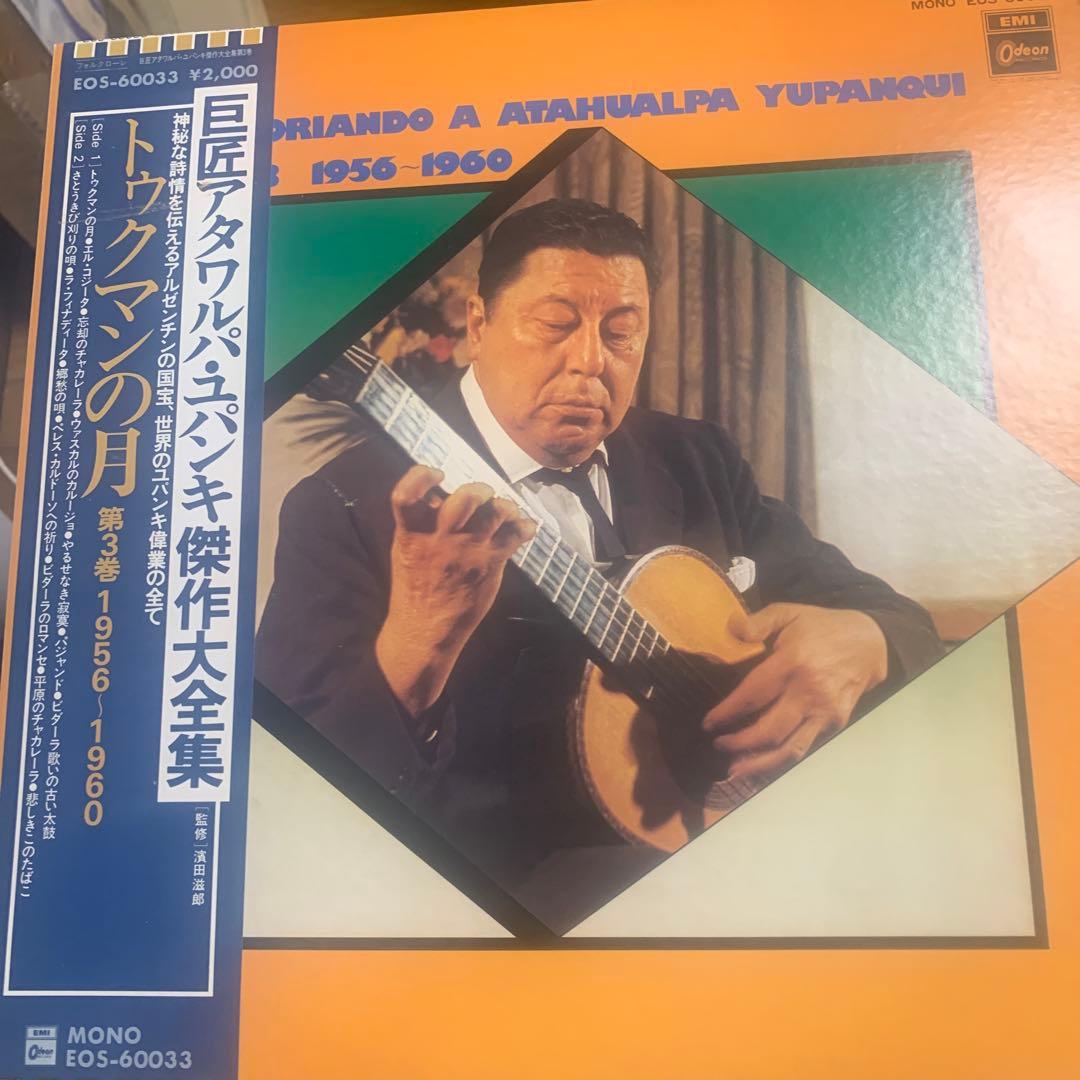 MONO EOS
EMI
Odeon
ORIANDO A ATAHUALPA YUPANQUI
3 1956~1960
フォルクローレ
巨匠アタワルパ・ユパンキ傑作大全集第3巻
EOS-60033 ¥2,000
巨匠アタワルパ・ユパンキ傑作大全集
[監修]濱田滋郎
神秘な詩情を伝えるアルゼンチンの国宝、世界のユパンキ偉業の全て
トゥクマンの月 第3巻 1956~1960
[Side 1]トゥクマンの月●エル・コジータ●忘却のチャカレーラ●ウァスカルのカルージョ●やるせなき寂寞●バジャンド●ビダーラ歌いの古い太鼓
[Side 2]さとうきび刈りの唄●ラ・フィナディータ●郷愁の唄●ペレス・カルドーソへの祈り●ビダーラのロマンセ●平原のチャカレーラ●悲しきこのたばこ
EMI
Odeon
MONO
EOS-60033